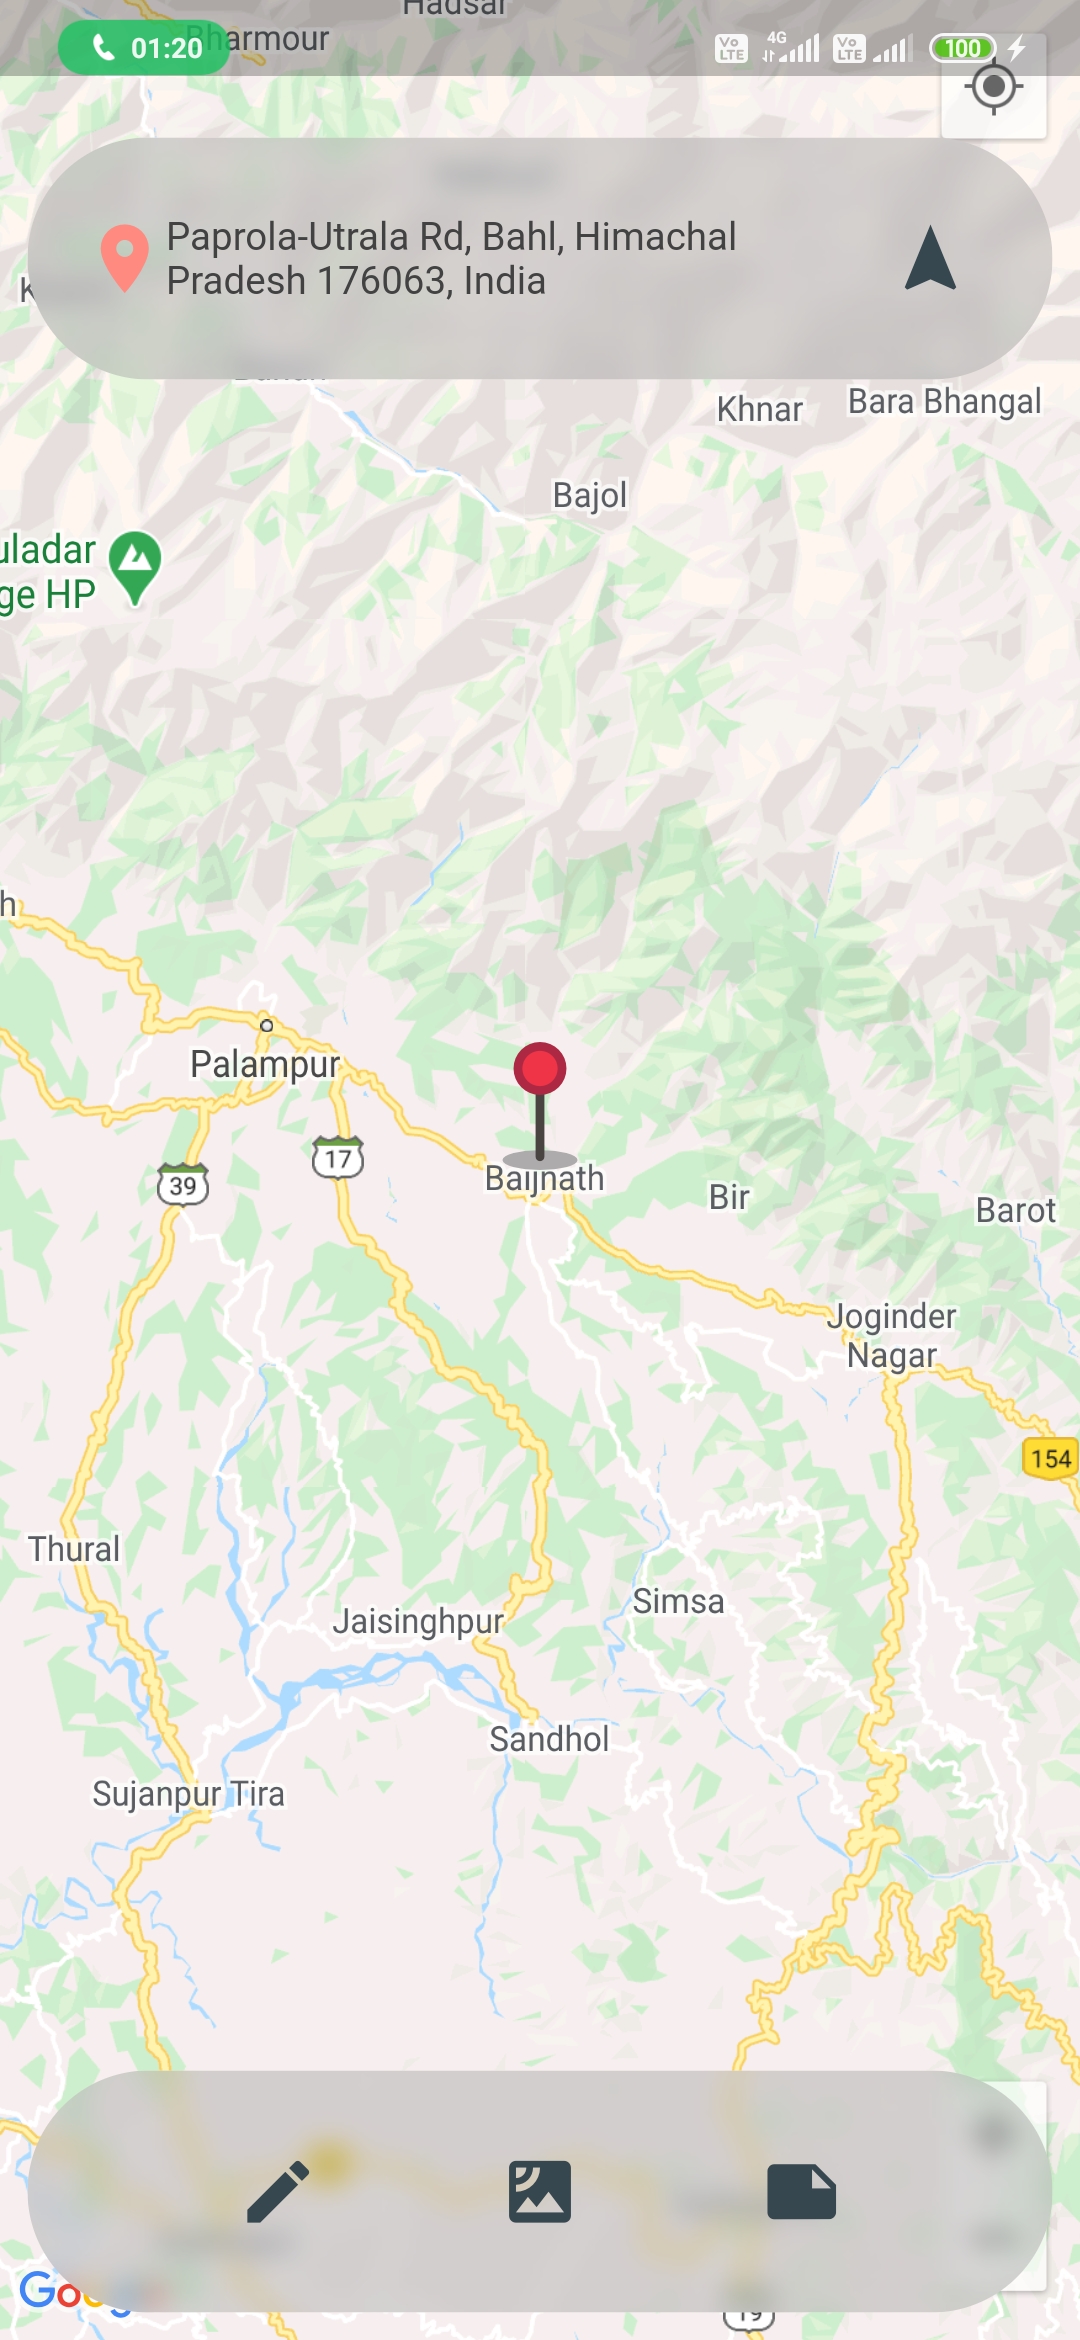 Hadsar
Bharmour
01:20
Vo LTE
4G
Vo LTE
100
Paprola-Utrala Rd, Bahl, Himachal
Pradesh 176063, India
Khnar
Bara Bhangal
Bajol
uladar
ge HP
h
Palampur
17
39
Baijnath
Bir
Barot
Joginder
Nagar
154
Thural
Simsa
Jaisinghpur
Sandhol
Sujanpur Tira
Goog
19